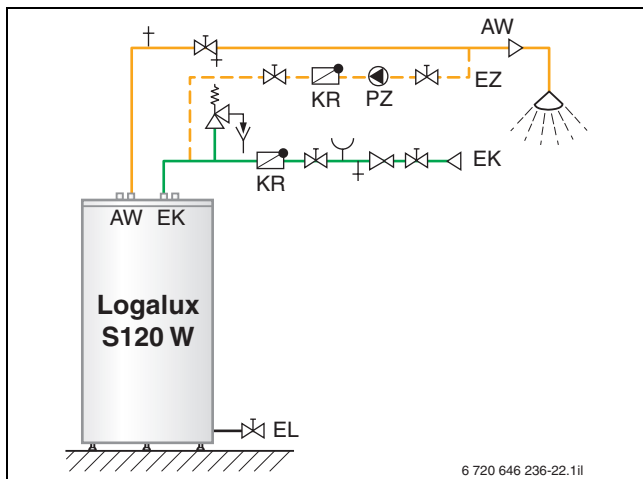 AW
EZ
KR PZ
EK
KR
AW EK
Logalux
S120 W
EL
6 720 646 236-22.1il